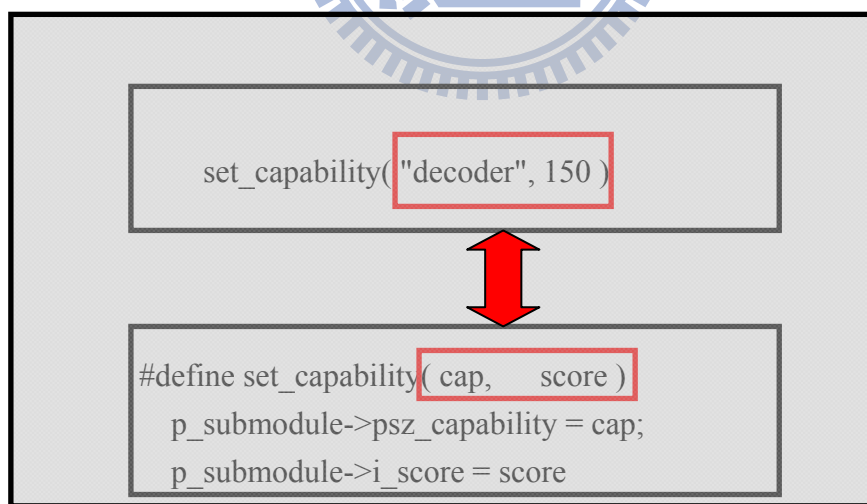 set_capability( "decoder", 150 )
#define set_capability( cap, score )
p_submodule->psz_capability = cap;
p_submodule->i_score = score